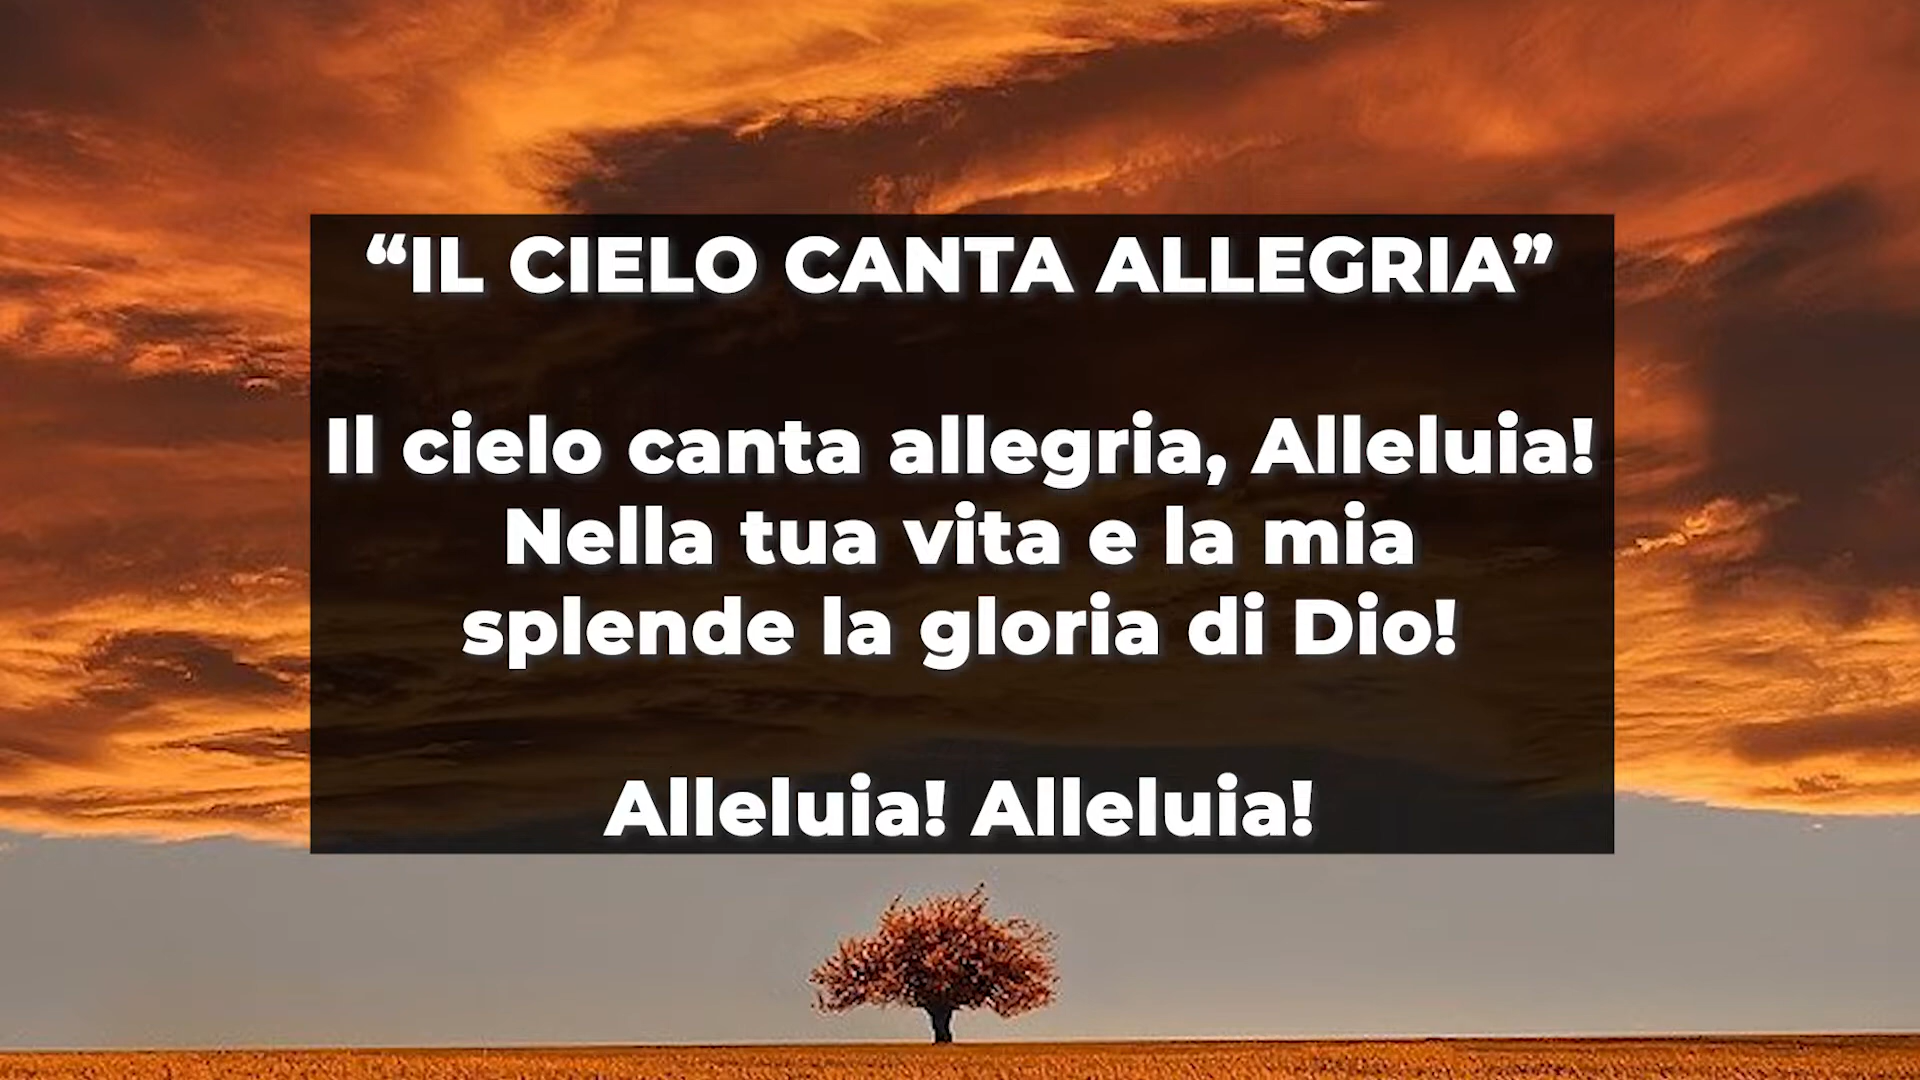 “IL CIELO CANTA ALLEGRIA”
Il cielo canta allegria, Alleluia!
Nella tua vita e la mia
splende la gloria di Dio!
Alleluia! Alleluia!